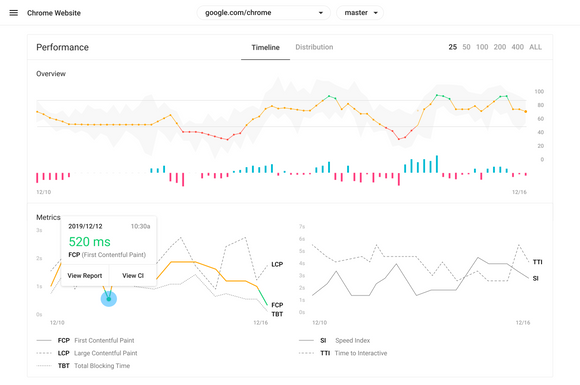 Chrome Website google.com/chrome master
Performance Timeline Distribution 25 50 100 200 400 ALL
Overview
100
80
60
40
20
0
12/10 12/16
Metrics
3s
2s
1s
0s
2019/12/12 10:30a
520 ms
FCP (First Contentful Paint)
View Report View CI
LCP
FCP
TBT
12/10 12/16
7s
6s
5s
4s
3s
2s
1s
0s
TTI
SI
12/10 12/16
FCP First Contentful Paint
LCP Large Contentful Paint
TBT Total Blocking Time
SI Speed Index
TTI Time to Interactive